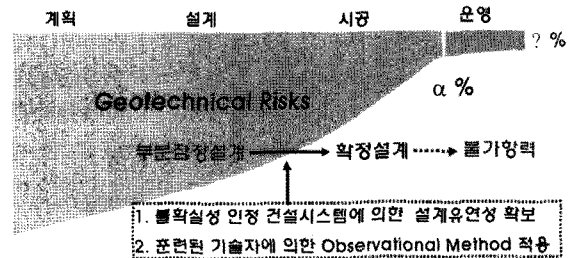 계획 설계 시공 운영
? %
α %
Geotechnical Risks
부분잠정설계 확정설계 불가항력
1. 불확실성 인정 건설시스템에 의한 설계유연성 확보
2. 훈련된 기술자에 의한 Observational Method 적용